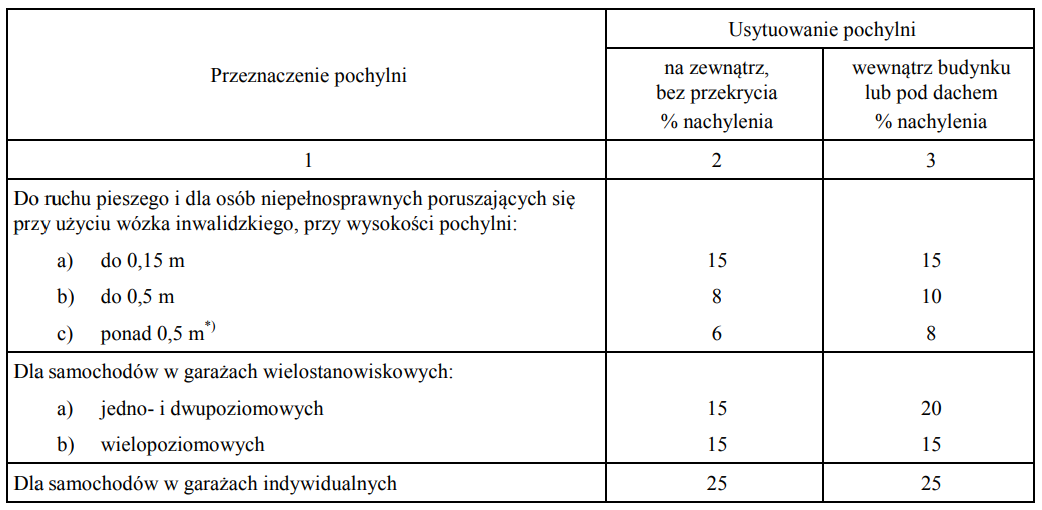 Przeznaczenie pochylni
Usytuowanie pochylni
na zewnątrz,
bez przekrycia
% nachylenia
wewnątrz budynku
lub pod dachem
% nachylenia
1 2 3
Do ruchu pieszego i dla osób niepełnosprawnych poruszających się
przy użyciu wózka inwalidzkiego, przy wysokości pochylni:
a) do 0,15 m 15 15
b) do 0,5 m 8 10
c) ponad 0,5 m*) 6 8
Dla samochodów w garażach wielostanowiskowych:
a) jedno- i dwupoziomowych 15 20
b) wielopoziomowych 15 15
Dla samochodów w garażach indywidualnych 25 25